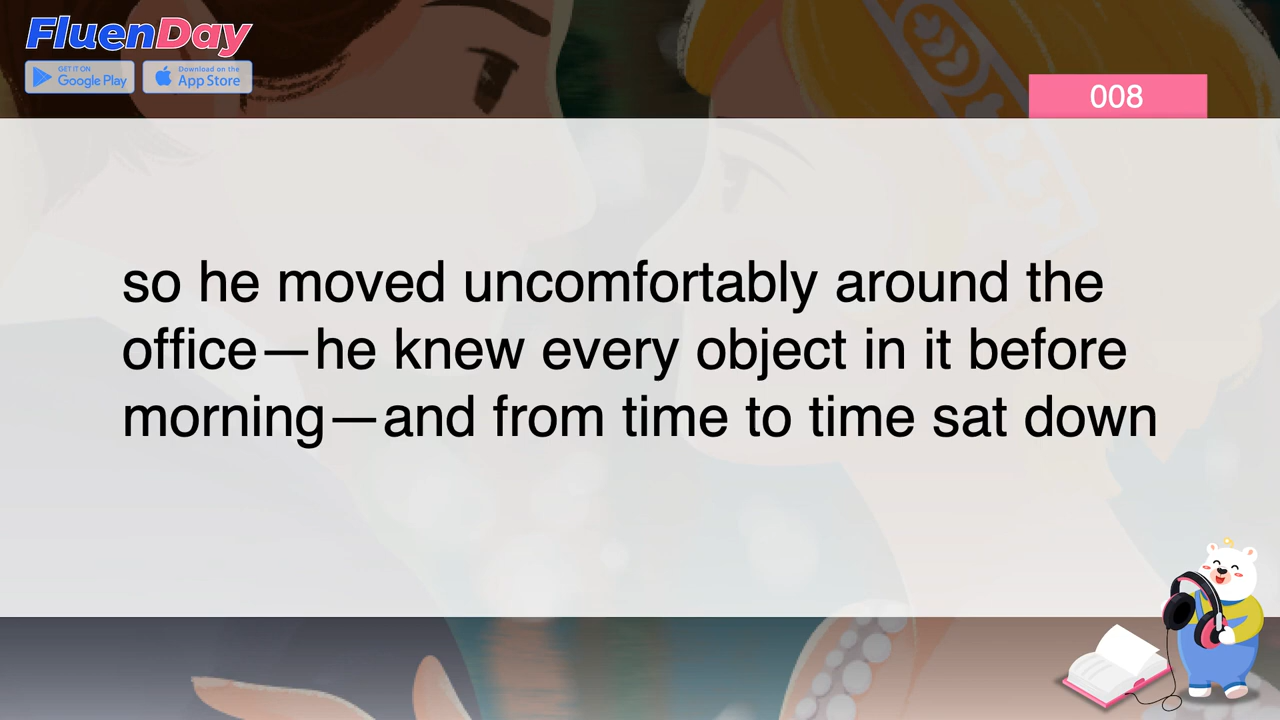 FluenDay
GET IT ON
Google Play
Download on the
App Store
008
so he moved uncomfortably around the
office—he knew every object in it before
morning—and from time to time sat down